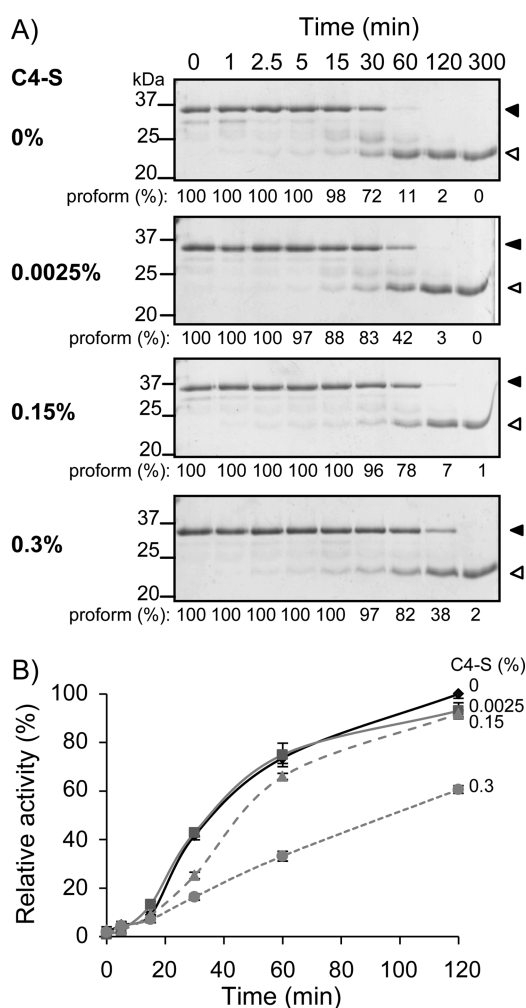 A)
Time (min)
C4-S
0 1 2.5 5 15 30 60 120 300
kDa
0%
37
25
20
proform (%): 100 100 100 100 98 72 11 2 0
0.0025%
37
25
20
proform (%): 100 100 100 97 88 83 42 3 0
0.15%
37
25
20
proform (%): 100 100 100 100 100 96 78 7 1
0.3%
37
25
20
proform (%): 100 100 100 100 100 97 82 38 2
B)
C4-S (%)
0
0.0025
0.15
0.3
Relative activity (%)
100
80
60
40
20
0
0 20 40 60 80 100 120
Time (min)